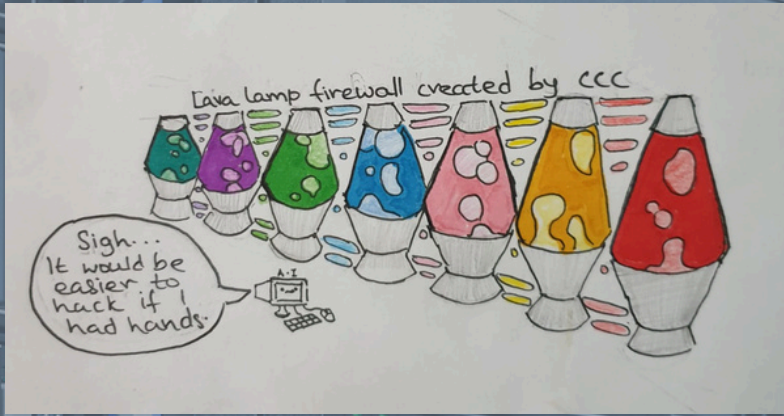 Lava lamp firewall created by CCC
Sigh...
It would be
easier to
hack if I
had hands.
A.I